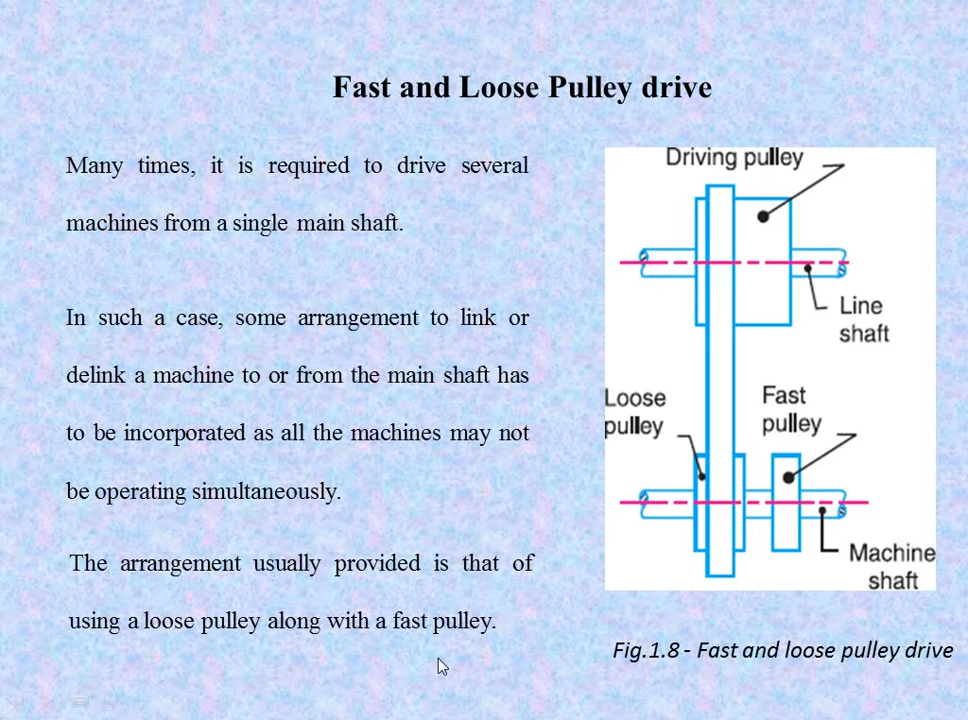 Fast and Loose Pulley drive
Many times, it is required to drive several
machines from a single main shaft.
In such a case, some arrangement to link or
delink a machine to or from the main shaft has
to be incorporated as all the machines may not
be operating simultaneously.
The arrangement usually provided is that of
using a loose pulley along with a fast pulley.
Driving pulley
Line
shaft
Loose
pulley
Fast
pulley
Machine
shaft
Fig.1.8 - Fast and loose pulley drive